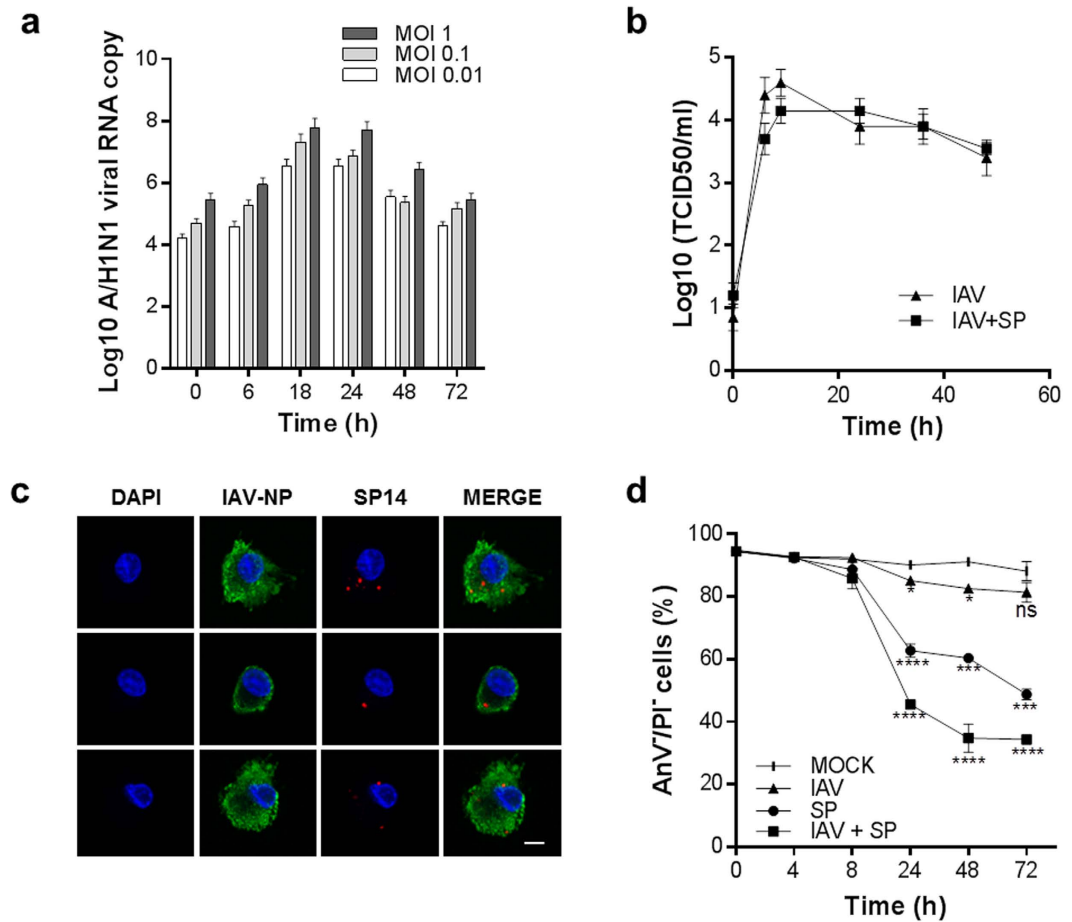 a
MOI 1
MOI 0.1
MOI 0.01
Log10 A/H1N1 viral RNA copy
10
8
6
4
2
0
0 6 18 24 48 72
Time (h)
b
Log10 (TCID50/ml)
5
4
3
2
1
0
IAV
IAV+SP
0 20 40 60
Time (h)
c
DAPI IAV-NP SP14 MERGE
d
AnV⁻/PI⁻ cells (%)
100
80
60
40
20
0
* * ns
**** *** ***
**** **** ****
MOCK
IAV
SP
IAV + SP
0 4 8 24 48 72
Time (h)